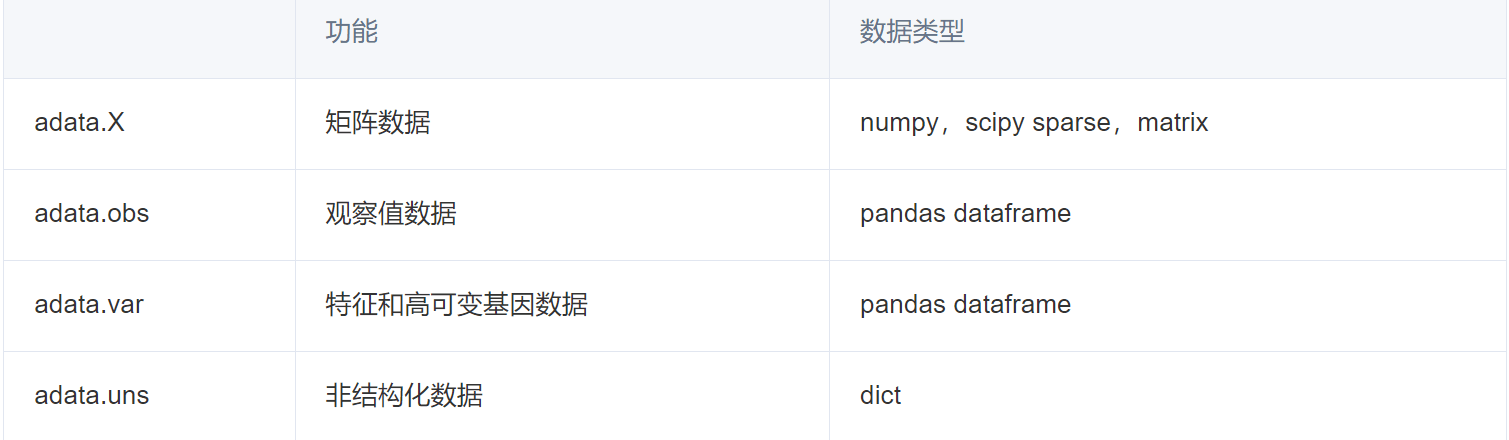 功能 数据类型
adata.X 矩阵数据 numpy，scipy sparse，matrix
adata.obs 观察值数据 pandas dataframe
adata.var 特征和高可变基因数据 pandas dataframe
adata.uns 非结构化数据 dict